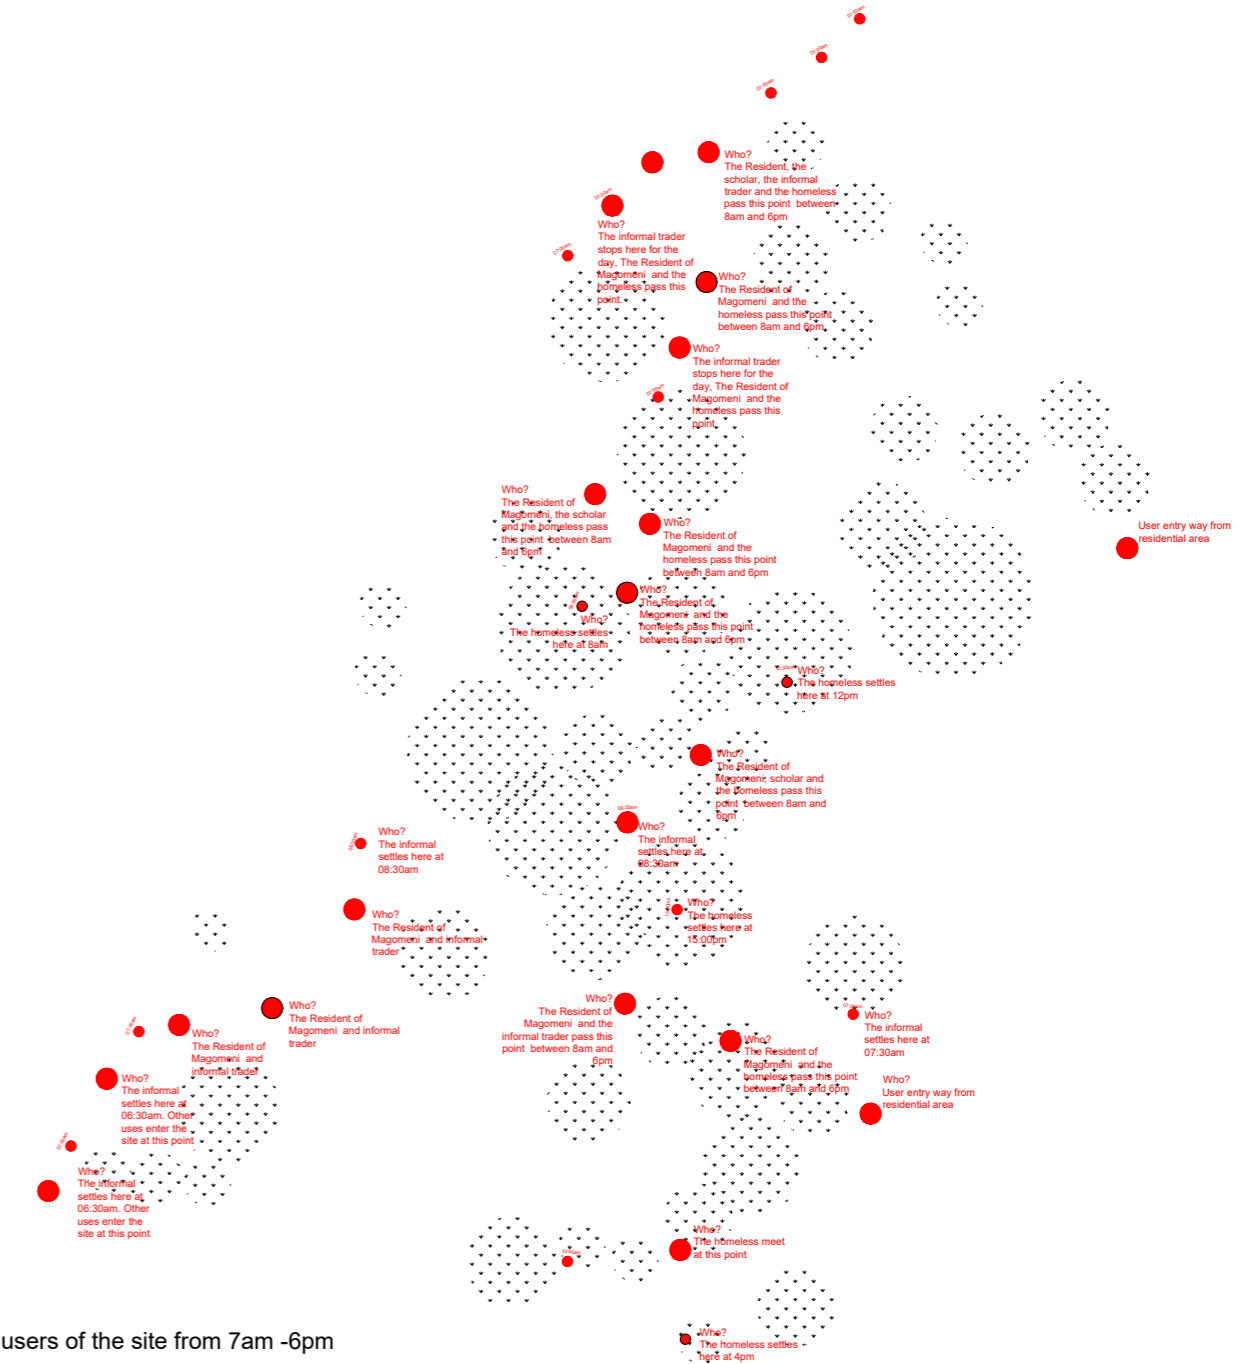 Who?
The Resident, the
scholar, the informal
trader and the homeless
pass this point between
8am and 6pm
Who?
The informal trader
stops here for the
day, The Resident of
Magomeni and the
homeless pass this
point.
Who?
The Resident of
Magomeni and the
homeless pass this point
between 8am and 6pm
Who?
The informal trader
stops here for the
day, The Resident of
Magomeni and the
homeless pass this
point.
Who?
The Resident of
Magomeni, the scholar
and the homeless pass
this point between 8am
and 6pm
Who?
The Resident of
Magomeni and the
homeless pass this point
between 8am and 6pm
User entry way from
residential area
Who?
The Resident of
Magomeni and the
homeless pass this point
between 8am and 6pm
Who?
The homeless settles
here at 8am
Who?
The homeless settles
here at 12pm
Who?
The Resident of
Magomeni, scholar and
the homeless pass this
point between 8am and
6pm
Who?
The informal
settles here at
08:30am
Who?
The informal
settles here at
08:30am
Who?
The homeless
settles here at
15:00pm
Who?
The Resident of
Magomeni and informal
trader
Who?
The Resident of
Magomeni and informal
trader
Who?
The Resident of
Magomeni and the
informal trader pass this
point between 8am and
6pm
Who?
The informal
settles here at
07:30am
Who?
The Resident of
Magomeni and
informal trader
Who?
The Resident of
Magomeni and the
homeless pass this point
between 8am and 6pm
Who?
The informal
settles here at
06:30am. Other
uses enter the
site at this point
Who?
User entry way from
residential area
Who?
The informal
settles here at
06:30am. Other
uses enter the
site at this point
Who?
The homeless meet
at this point
Who?
The homeless settles
here at 4pm
users of the site from 7am -6pm